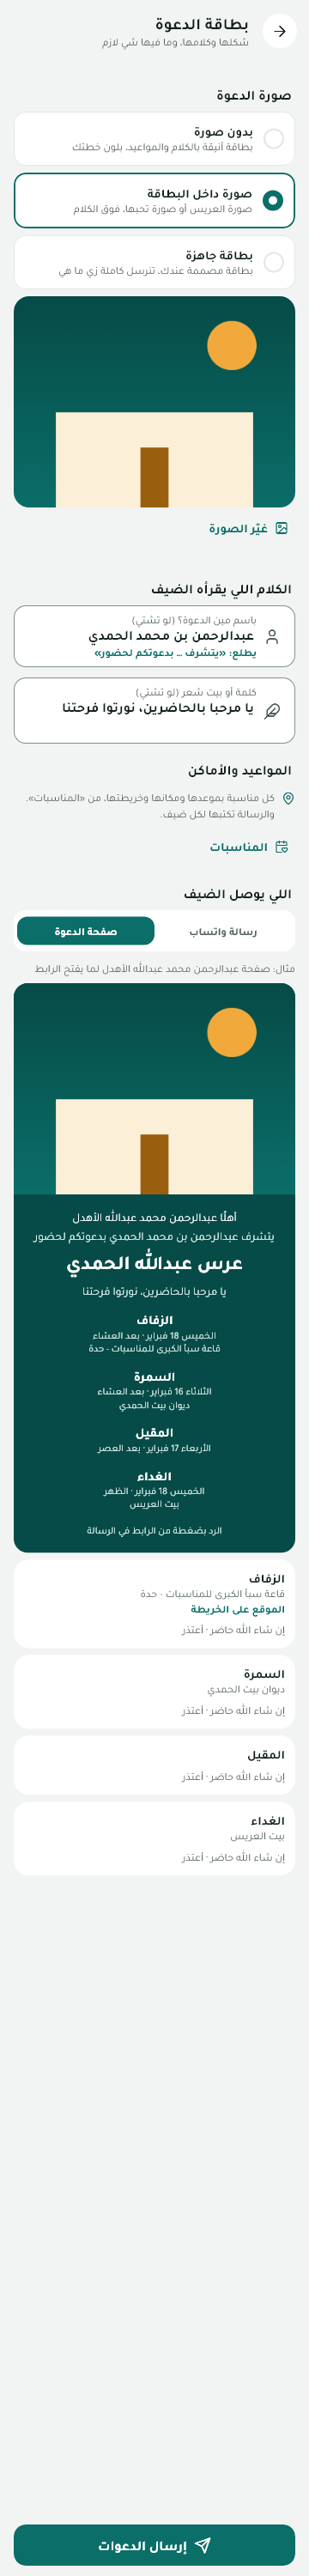 بطاقة الدعوة
شكلها وكلامها، وما فيها شي لازم
صورة الدعوة
بدون صورة
بطاقة أنيقة بالكلام والمواعيد، بلون خطتك
صورة داخل البطاقة
صورة العريس أو صورة تحبها، فوق الكلام
بطاقة جاهزة
بطاقة مصممة عندك، تنرسل كاملة زي ما هي
غيّر الصورة
الكلام اللي يقرأه الضيف
باسم مين الدعوة؟ (لو تشتي)
عبدالرحمن بن محمد الحمدي
يطلع: «يتشرف … بدعوتكم لحضور»
كلمة أو بيت شعر (لو تشتي)
يا مرحبا بالحاضرين، نورتوا فرحتنا
المواعيد والأماكن
كل مناسبة بموعدها ومكانها وخريطتها، من «المناسبات».
والرسالة تكتبها لكل ضيف.
المناسبات
اللي يوصل الضيف
رسالة واتساب
صفحة الدعوة
مثال: صفحة عبدالرحمن محمد عبدالله الأهدل لما يفتح الرابط
أهلًا عبدالرحمن محمد عبدالله الأهدل
يتشرف عبدالرحمن بن محمد الحمدي بدعوتكم لحضور
عرس عبدالله الحمدي
يا مرحبا بالحاضرين، نورتوا فرحتنا
الزفاف
الخميس 18 فبراير · بعد العشاء
قاعة سبأ الكبرى للمناسبات - حدة
السمرة
الثلاثاء 16 فبراير · بعد العشاء
ديوان بيت الحمدي
المقيل
الأربعاء 17 فبراير · بعد العصر
الغداء
الخميس 18 فبراير · الظهر
بيت العريس
الرد بضغطة من الرابط في الرسالة
الزفاف
قاعة سبأ الكبرى للمناسبات - حدة
الموقع على الخريطة
إن شاء الله حاضر · أعتذر
السمرة
ديوان بيت الحمدي
إن شاء الله حاضر · أعتذر
المقيل
إن شاء الله حاضر · أعتذر
الغداء
بيت العريس
إن شاء الله حاضر · أعتذر
إرسال الدعوات